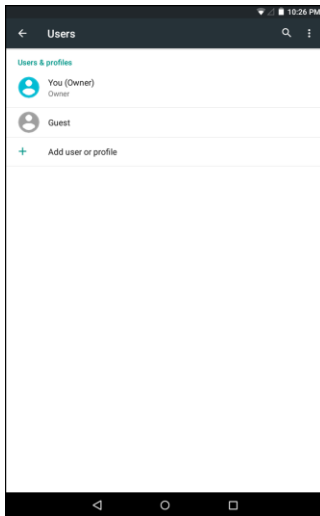 10:26 PM
Users
Users & profiles
You (Owner)
Owner
Guest
Add user or profile